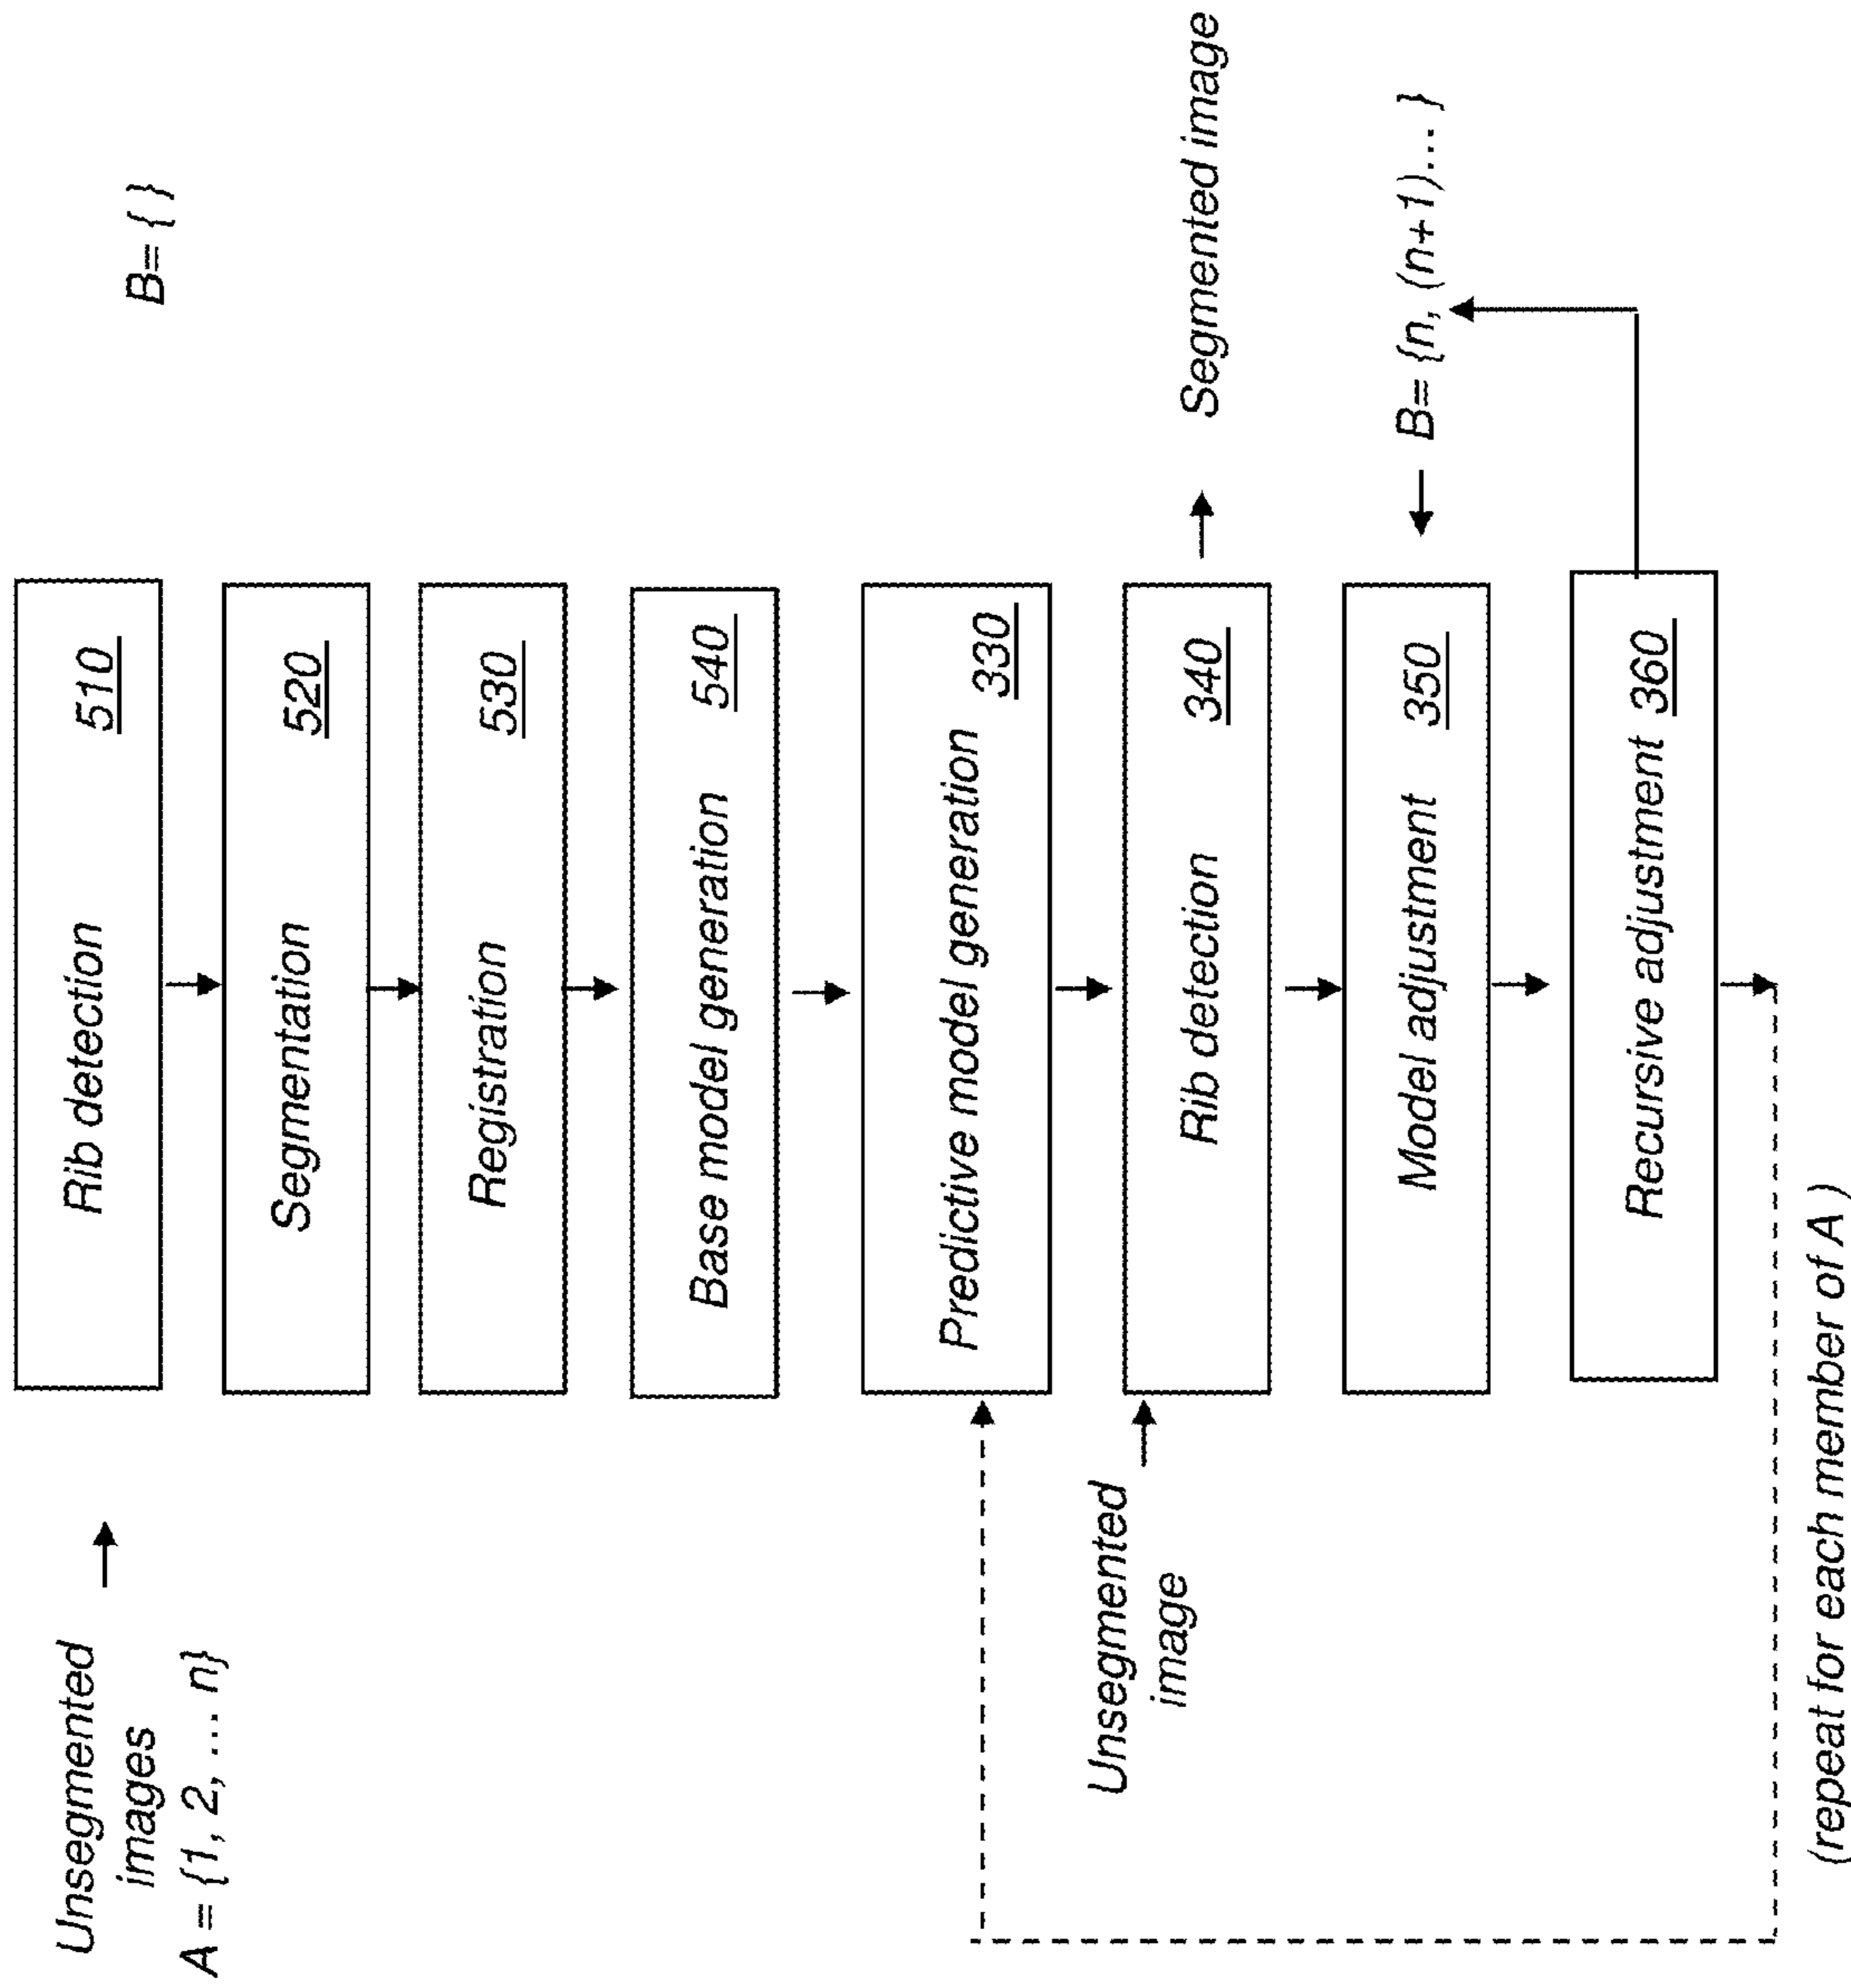 Unsegmented
images
A = {1, 2, ... n}
Rib detection 510
B= { }
Segmentation 520
Registration 530
Base model generation 540
Predictive model generation 330
Unsegmented
image
Rib detection 340
Segmented image
Model adjustment 350
B= {n, (n+1)... }
Recursive adjustment 360
(repeat for each member of A )